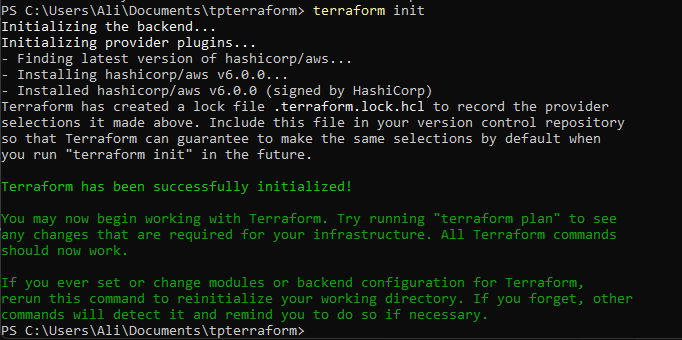 PS C:\Users\Ali\Documents\tpterraform> terraform init
Initializing the backend...
Initializing provider plugins...
- Finding latest version of hashicorp/aws...
- Installing hashicorp/aws v6.0.0...
- Installed hashicorp/aws v6.0.0 (signed by HashiCorp)
Terraform has created a lock file .terraform.lock.hcl to record the provider
selections it made above. Include this file in your version control repository
so that Terraform can guarantee to make the same selections by default when
you run "terraform init" in the future.
Terraform has been successfully initialized!
You may now begin working with Terraform. Try running "terraform plan" to see
any changes that are required for your infrastructure. All Terraform commands
should now work.
If you ever set or change modules or backend configuration for Terraform,
rerun this command to reinitialize your working directory. If you forget, other
commands will detect it and remind you to do so if necessary.
PS C:\Users\Ali\Documents\tpterraform>